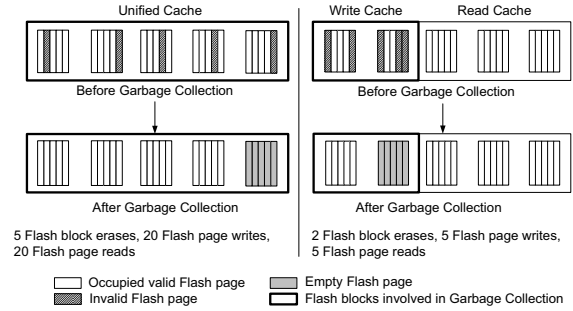 Unified Cache
Before Garbage Collection
After Garbage Collection
5 Flash block erases, 20 Flash page writes,
20 Flash page reads
Write Cache Read Cache
Before Garbage Collection
After Garbage Collection
2 Flash block erases, 5 Flash page writes,
5 Flash page reads
Occupied valid Flash page
Invalid Flash page
Empty Flash page
Flash blocks involved in Garbage Collection